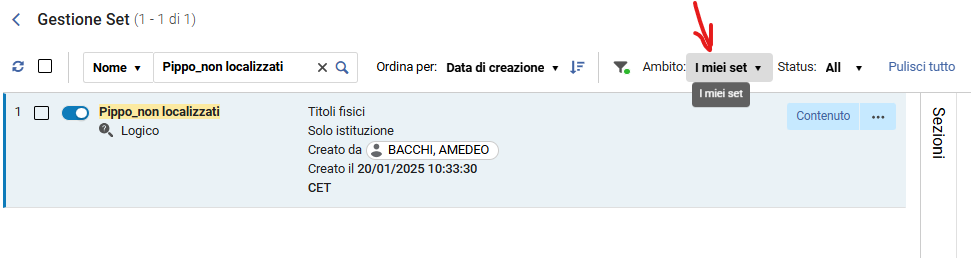 Gestione Set (1 - 1 di 1)
Nome Pippo_non localizzati Ordina per: Data di creazione Ambito: I miei set Status: All Pulisci tutto
I miei set
1 Pippo_non localizzati
Logico
Titoli fisici
Solo istituzione
Creato da BACCHI, AMEDEO
Creato il 20/01/2025 10:33:30
CET
Contenuto
Sezioni